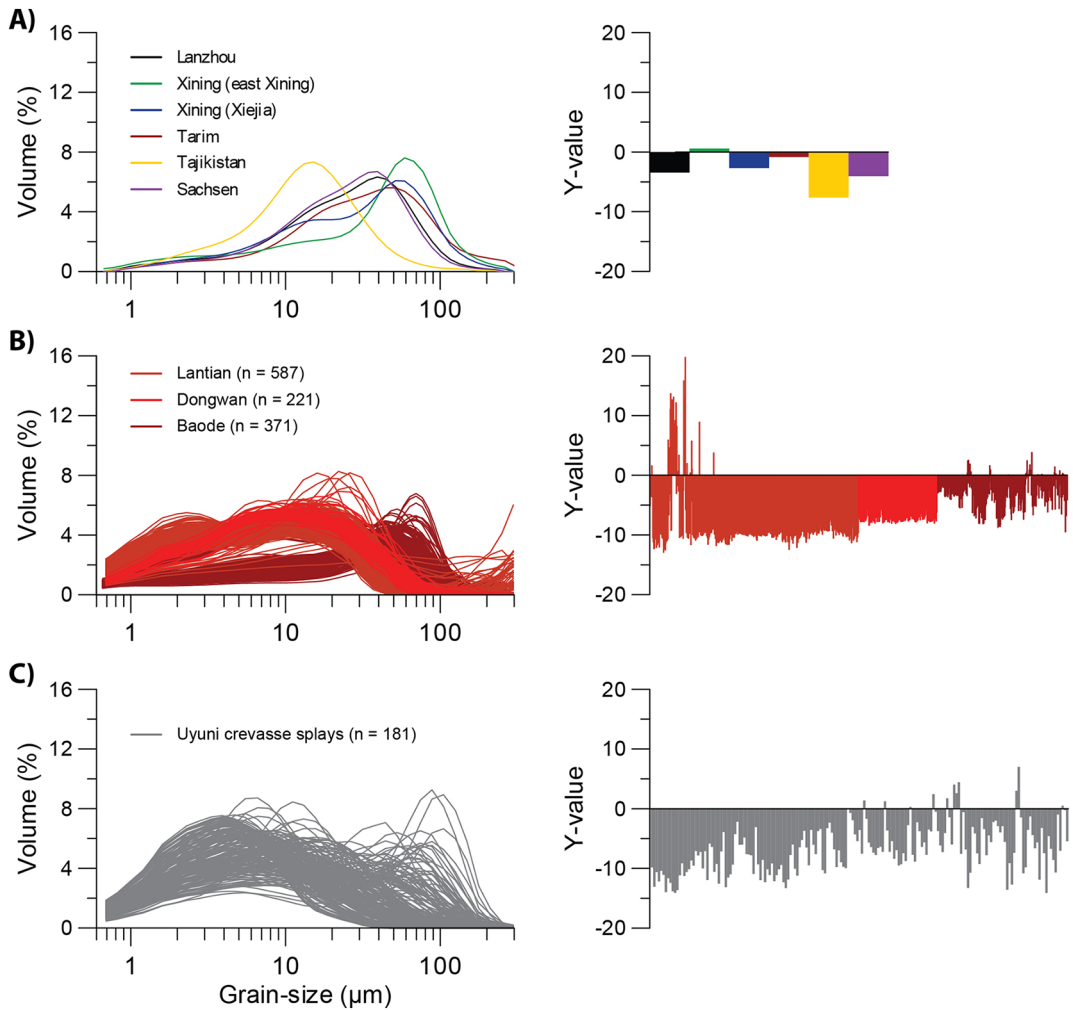 A)
16
12
8
4
0
Volume (%)
Lanzhou
Xining (east Xining)
Xining (Xiejia)
Tarim
Tajikistan
Sachsen
1 10 100
20
10
0
-10
-20
Y-value
B)
16
12
8
4
0
Volume (%)
Lantian (n = 587)
Dongwan (n = 221)
Baode (n = 371)
1 10 100
20
10
0
-10
-20
Y-value
C)
16
12
8
4
0
Volume (%)
Uyuni crevasse splays (n = 181)
1 10 100
Grain-size (µm)
20
10
0
-10
-20
Y-value